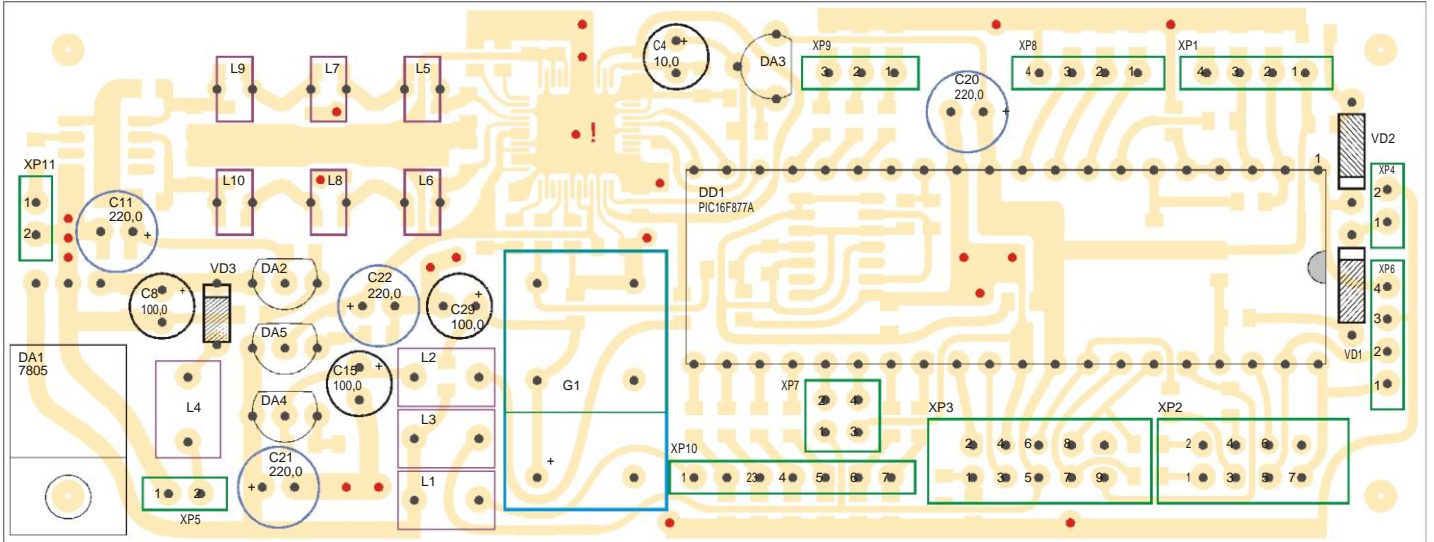 L9 L7 L5
C4 +
10,0
DA3
XP9
3 2 1
C20
220,0
+
XP8
4 3 2 1
XP1
4 3 2 1
!
VD2
XP11
1
2
L10 L8 L6
C11
220,0
+
DD1
PIC16F877A
1
XP4
2
1
VD3
DA2
C8 +
100,0
C22
220,0
+
+
C29
100,0
XP6
4
3
2
1
DA5
DA1
7805
L4
C15 +
100,0
L2
G1
+
VD1
DA4
L3
XP7
2 4
1 3
XP3
2 4 6 8
1 3 5 7 9
XP2
2 4 6
1 3 5 7
XP10
1 23 4 5 6 7
C21
220,0
+
L1
1 2
XP5